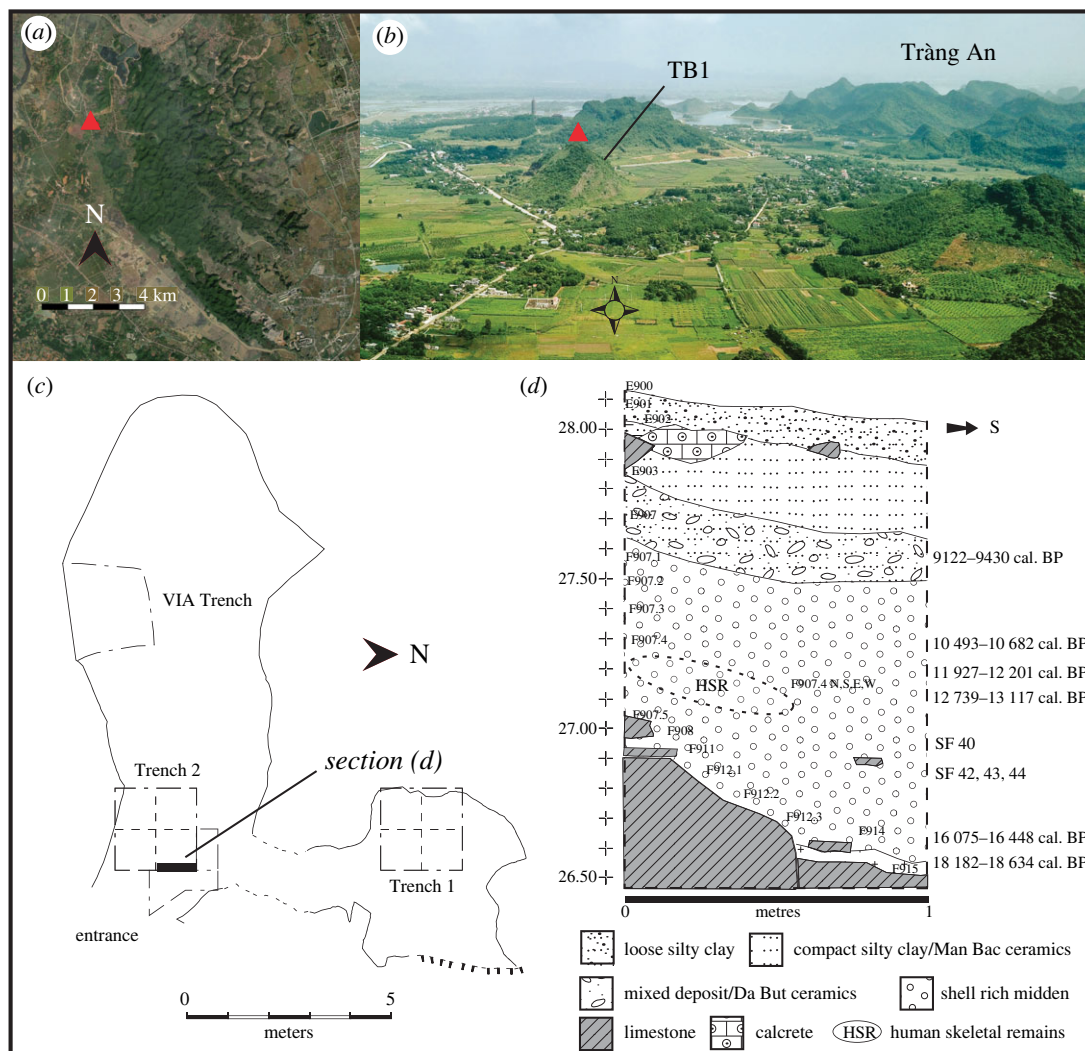 (a)
N
0 1 2 3 4 km
(b)
TB1
Tràng An
N
(c)
VIA Trench
N
section (d)
Trench 2
Trench 1
entrance
0 5
meters
(d)
E900
E901
28.00
E902
S
E903
E907
F907.1
9122–9430 cal. BP
27.50
F907.2
F907.3
F907.4
10 493–10 682 cal. BP
11 927–12 201 cal. BP
HSR
F907.4 N,S,E,W
12 739–13 117 cal. BP
F907.5
27.00
F908
SF 40
F911
F912.1
SF 42, 43, 44
F912.2
F912.3
F914
16 075–16 448 cal. BP
F915
18 182–18 634 cal. BP
26.50
0 metres 1
loose silty clay
compact silty clay/Man Bac ceramics
mixed deposit/Da But ceramics
shell rich midden
limestone
calcrete
HSR human skeletal remains